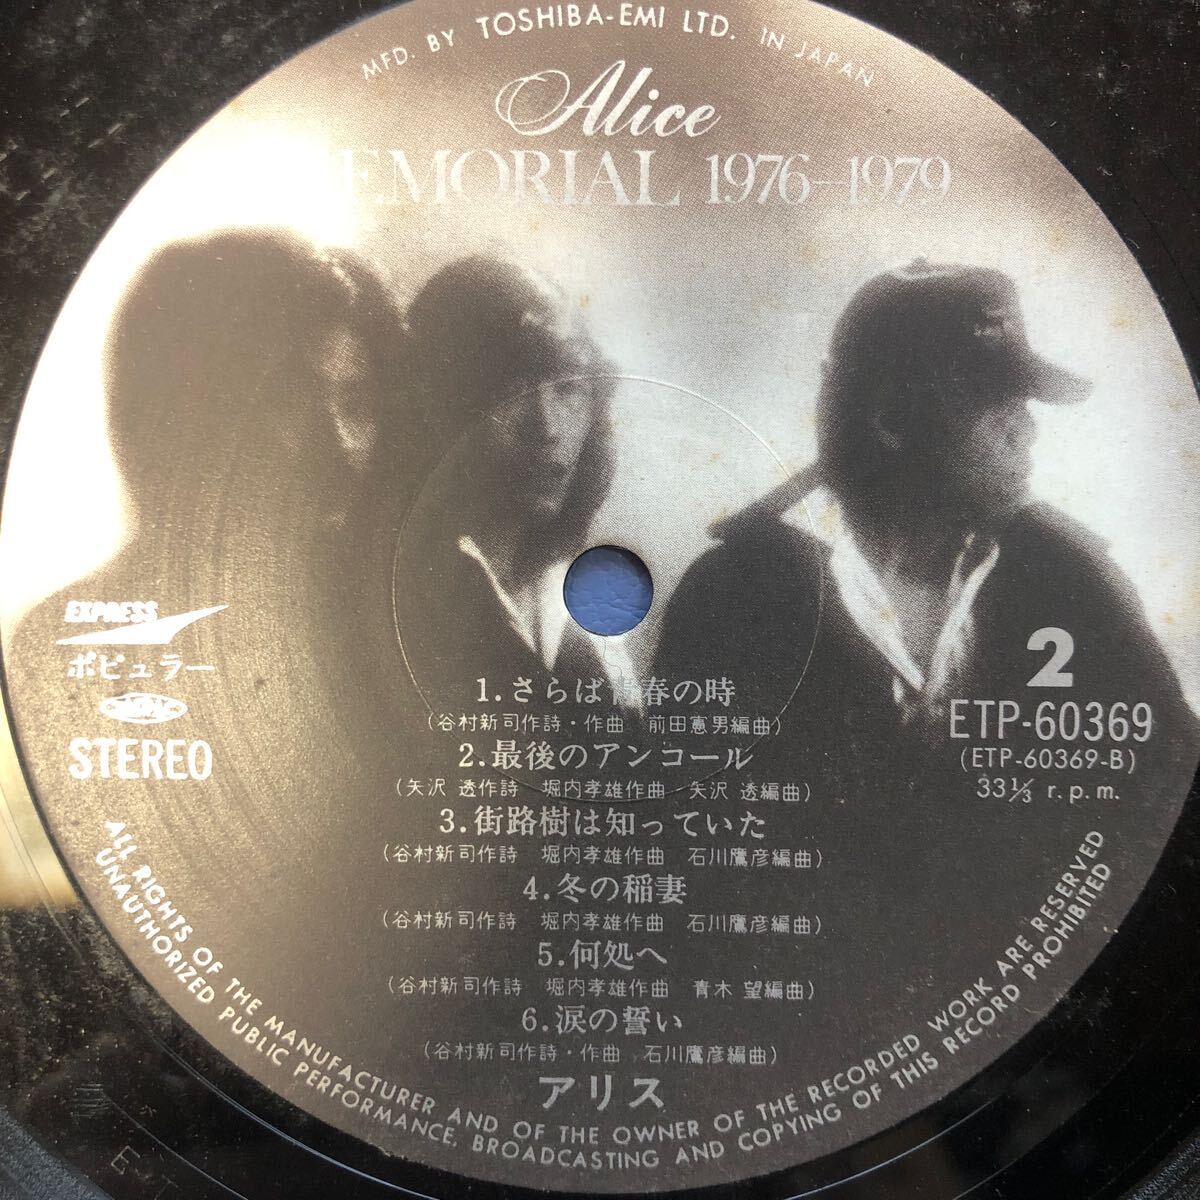 MFD. BY TOSHIBA-EMI LTD. IN JAPAN
Alice
MEMORIAL 1976-1979
EXPRESS
ポピュラー
STEREO
2
ETP-60369
(ETP-60369-B)
33⅓ r.p.m.
1.さらば青春の時
(谷村新司作詩・作曲 前田憲男編曲)
2.最後のアンコール
(矢沢 透作詩 堀内孝雄作曲 矢沢 透編曲)
3.街路樹は知っていた
(谷村新司作詩 堀内孝雄作曲 石川鷹彦編曲)
4.冬の稲妻
(谷村新司作詩 堀内孝雄作曲 石川鷹彦編曲)
5.何処へ
(谷村新司作詩 堀内孝雄作曲 青木 望編曲)
6.涙の誓い
(谷村新司作詩・作曲 石川鷹彦編曲)
アリス
ALL RIGHTS OF THE MANUFACTURER AND OF THE OWNER OF THE RECORDED WORK ARE RESERVED
UNAUTHORIZED PUBLIC PERFORMANCE, BROADCASTING AND COPYING OF THIS RECORD PROHIBITED